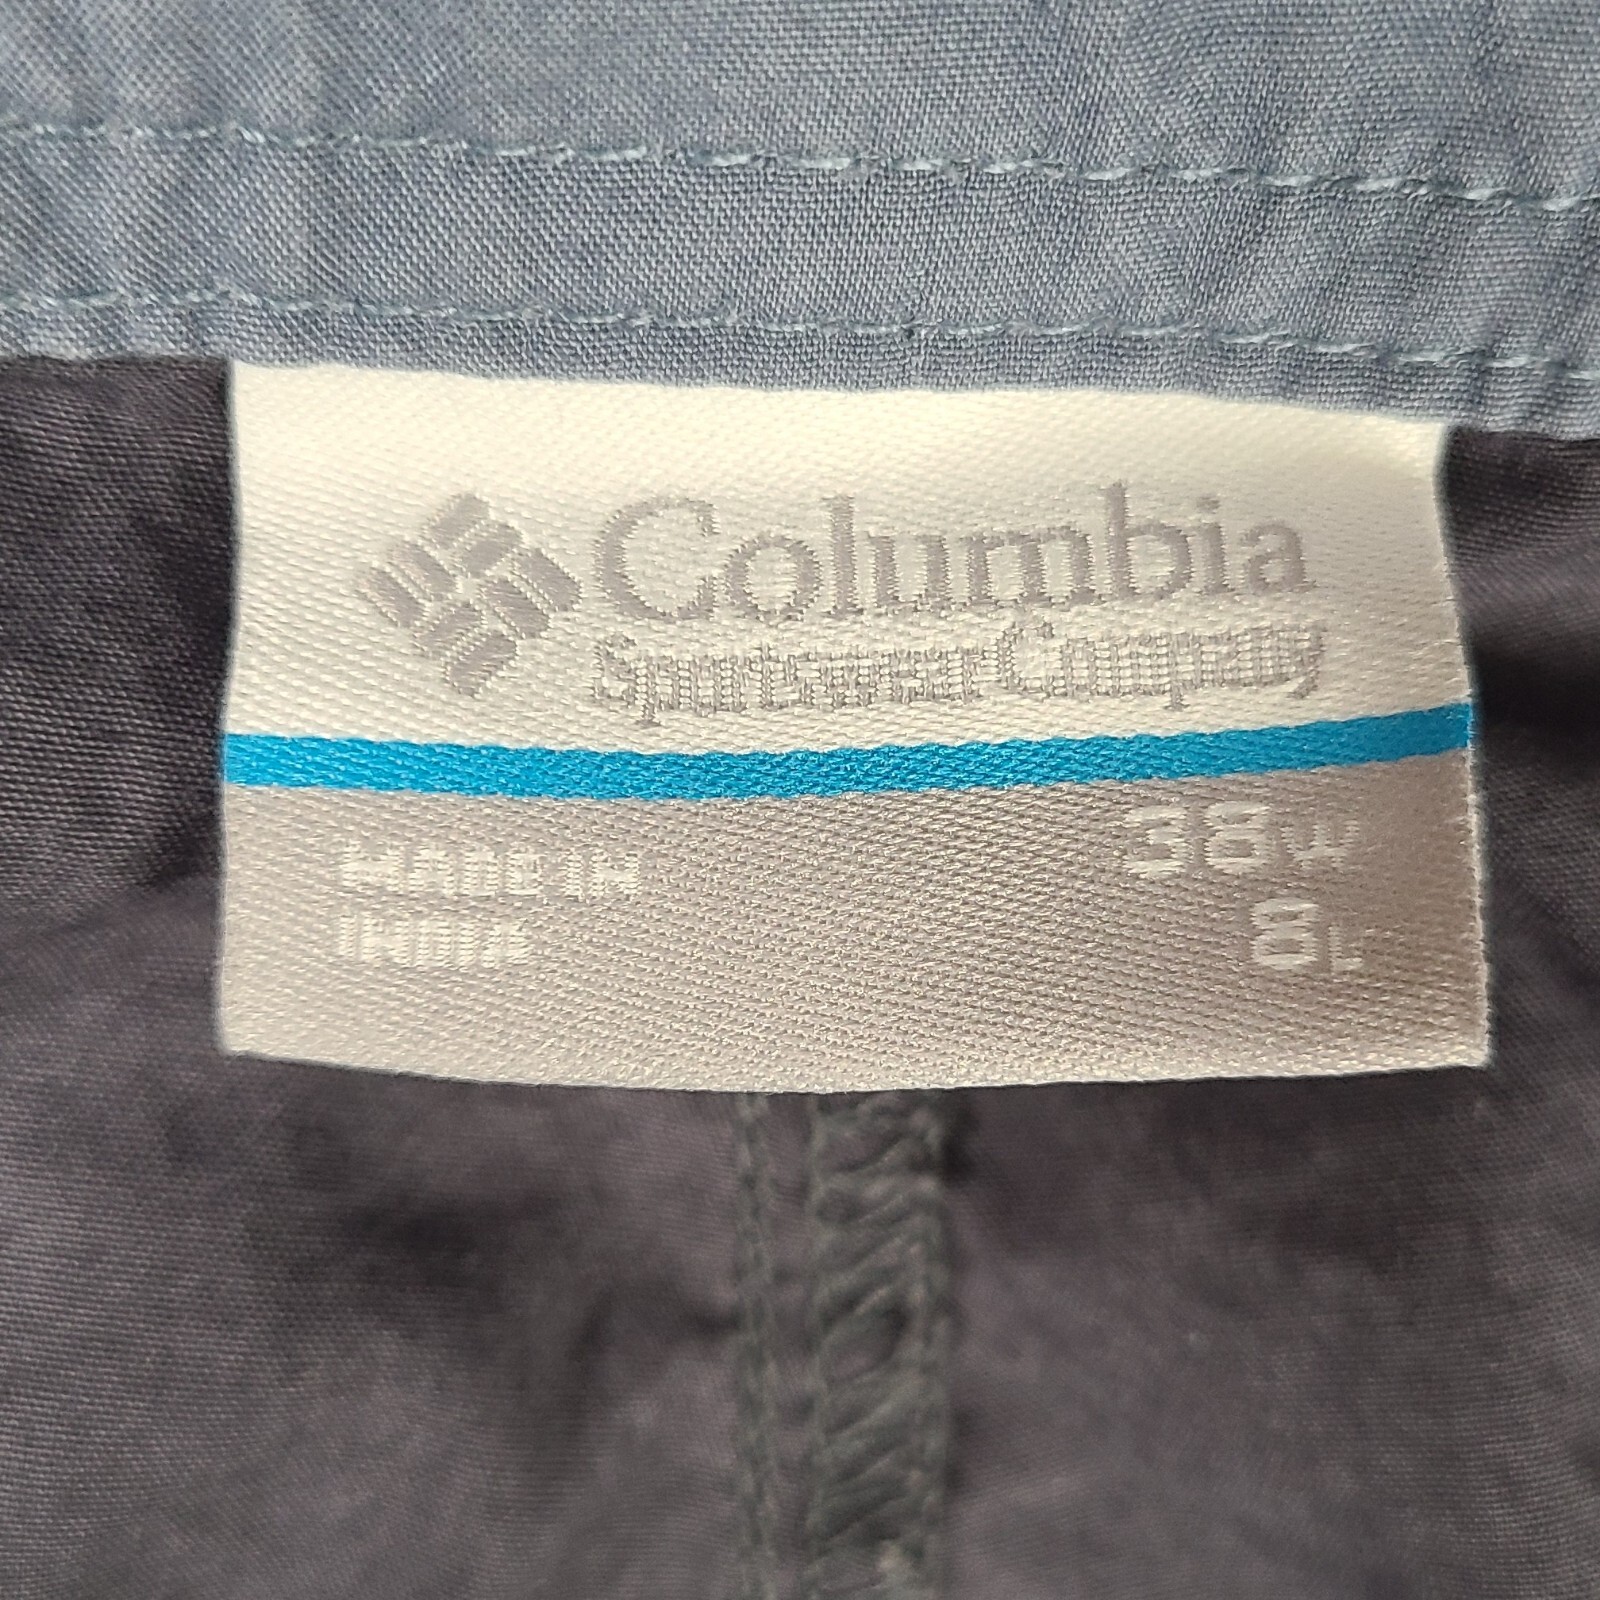 Columbia
Sportswear Company
MADE IN
INDIA
38W
8L